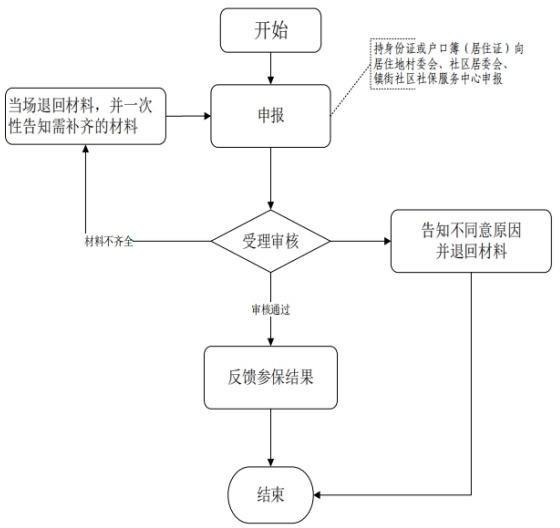 开始
持身份证或户口簿（居住证）向
居住地村委会、社区居委会、
镇街社区社保服务中心申报
当场退回材料，并一次
性告知需补齐的材料
申报
材料不齐全
受理审核
告知不同意原因
并退回材料
审核通过
反馈参保结果
结束